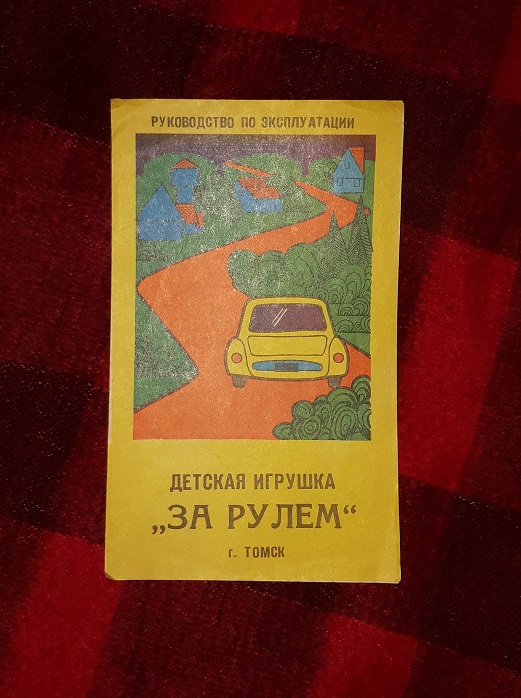 РУКОВОДСТВО ПО ЭКСПЛУАТАЦИИ
ДЕТСКАЯ ИГРУШКА
„ЗА РУЛЕМ“
г. ТОМСК